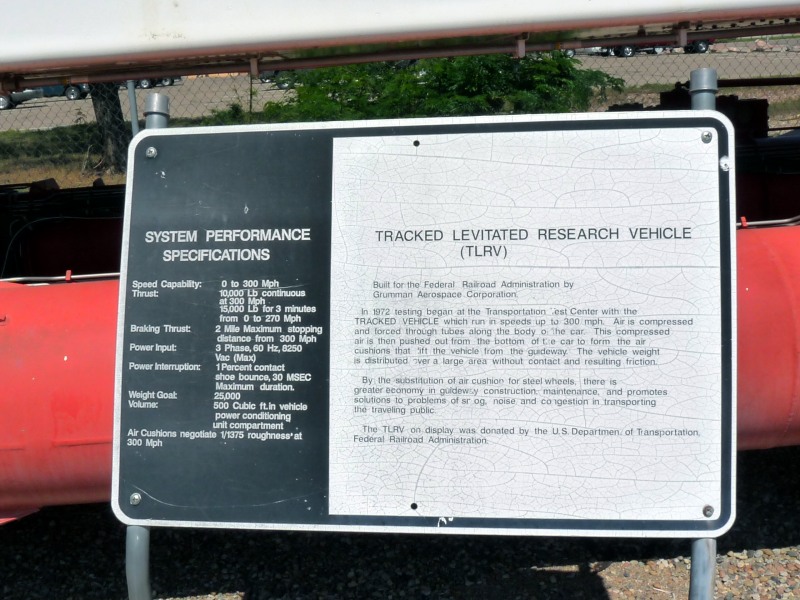 SYSTEM PERFORMANCE
SPECIFICATIONS
Speed Capability: 0 to 300 Mph
Thrust: 10,000 Lb continuous
at 300 Mph
15,000 Lb for 3 minutes
from 0 to 270 Mph
Braking Thrust: 2 Mile Maximum stopping
distance from 300 Mph
Power Input: 3 Phase, 60 Hz, 8250
Vac (Max)
Power Interruption: 1 Percent contact
shoe bounce, 30 MSEC
Maximum duration.
Weight Goal: 25,000
Volume: 500 Cubic ft.in vehicle
power conditioning
unit compartment
Air Cushions negotiate 1/1375 roughness at
300 Mph
TRACKED LEVITATED RESEARCH VEHICLE
(TLRV)
Built for the Federal Railroad Administration by
Grumman Aerospace Corporation.
In 1972 testing began at the Transportation Test Center with the
TRACKED VEHICLE which run in speeds up to 300 mph. Air is compressed
and forced through tubes along the body of the car. This compressed
air is then pushed out from the bottom of the car to form the air
cushions that lift the vehicle from the guideway. The vehicle weight
is distributed over a large area without contact and resulting friction.
By the substitution of air cushion for steel wheels, there is
greater economy in guideway construction, maintenance, and promotes
solutions to problems of smog, noise and congestion in transporting
the traveling public.
The TLRV on display was donated by the U.S. Department of Transportation,
Federal Railroad Administration.